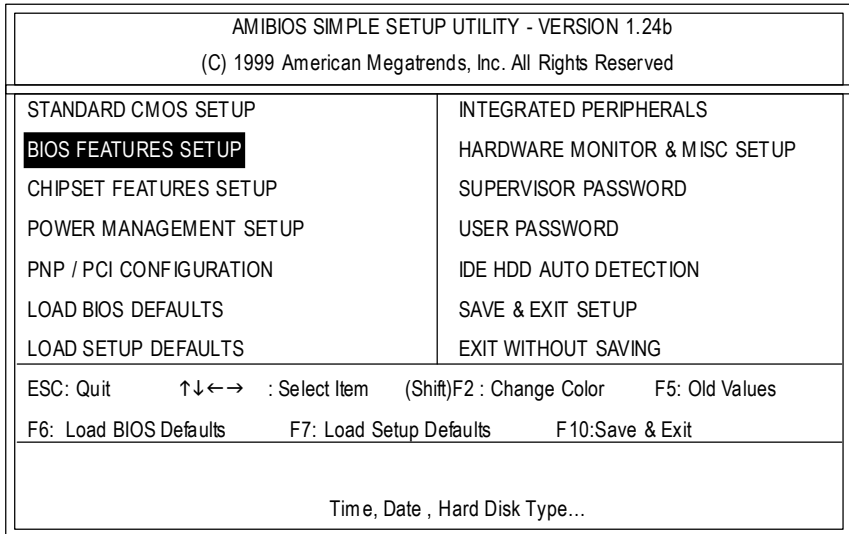 AMIBIOS SIMPLE SETUP UTILITY - VERSION 1.24b
(C) 1999 American Megatrends, Inc. All Rights Reserved
STANDARD CMOS SETUP
BIOS FEATURES SETUP
CHIPSET FEATURES SETUP
POWER MANAGEMENT SETUP
PNP / PCI CONFIGURATION
LOAD BIOS DEFAULTS
LOAD SETUP DEFAULTS
INTEGRATED PERIPHERALS
HARDWARE MONITOR & MISC SETUP
SUPERVISOR PASSWORD
USER PASSWORD
IDE HDD AUTO DETECTION
SAVE & EXIT SETUP
EXIT WITHOUT SAVING
ESC: Quit ↑↓←→ : Select Item (Shift)F2 : Change Color F5: Old Values
F6: Load BIOS Defaults F7: Load Setup Defaults F10:Save & Exit
Time, Date , Hard Disk Type...